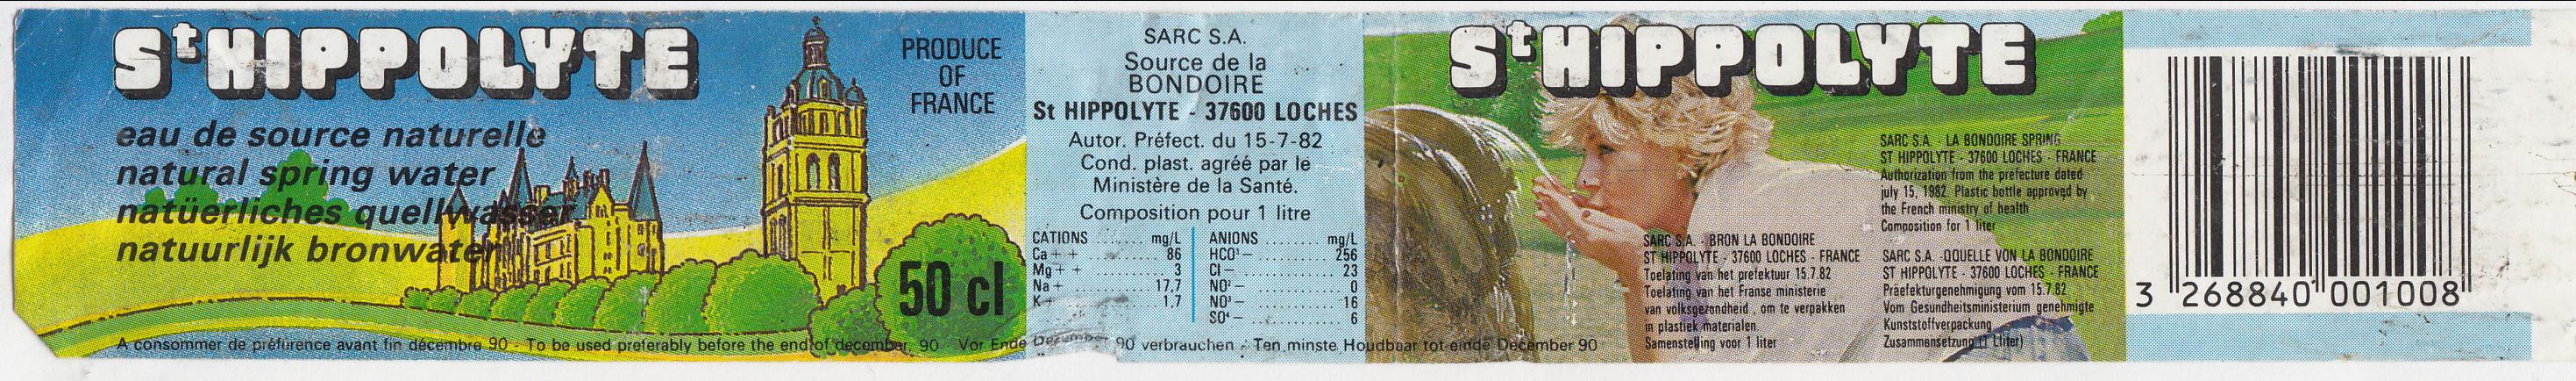 St HIPPOLYTE
eau de source naturelle
natural spring water
natüerliches quellwasser
natuurlijk bronwater
PRODUCE
OF
FRANCE
50 cl
A consommer de préfurence avant fin décembre 90 - To be used preferably before the end of december 90 - Vor Ende Dezember 90 verbrauchen - Ten minste Houdbaar tot einde December 90
SARC S.A.
Source de la
BONDOIRE
St HIPPOLYTE - 37600 LOCHES
Autor. Préfect. du 15-7-82
Cond. plast. agréé par le
Ministère de la Santé.
Composition pour 1 litre
CATIONS ........ mg/L
Ca++ ........ 86
Mg++ ........ 3
Na+ ........ 17,7
K+ ........ 1,7
ANIONS ........ mg/L
HCO³- ........ 256
Cl- ........ 23
NO²- ........ 0
NO³- ........ 16
SO⁴- ........ 6
St HIPPOLYTE
SARC S.A. - BRON LA BONDOIRE
ST HIPPOLYTE - 37600 LOCHES - FRANCE
Toelating van het prefektuur 15.7.82
Toelating van het Franse ministerie
van volksgezondheid, om te verpakken
in plastiek materialen.
Samenstelling voor 1 liter
SARC S.A. - LA BONDOIRE SPRING
ST HIPPOLYTE - 37600 LOCHES - FRANCE
Authorization from the prefecture dated
july 15, 1982. Plastic bottle approved by
the French ministry of health
Composition for 1 liter
SARC S.A. -QQUELLE VON LA BONDOIRE
ST HIPPOLYTE - 37600 LOCHES - FRANCE
Präefekturgenehmigung vom 15.7.82
Vom Gesundheitsministerium genehmigte
Kunststoffverpackung
Zusammensetzung (1 Lliter)
3 268840 001008